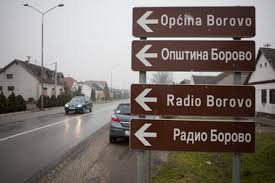 Općina Borovo
Општина Борово
Radio Borovo
Радио Борово